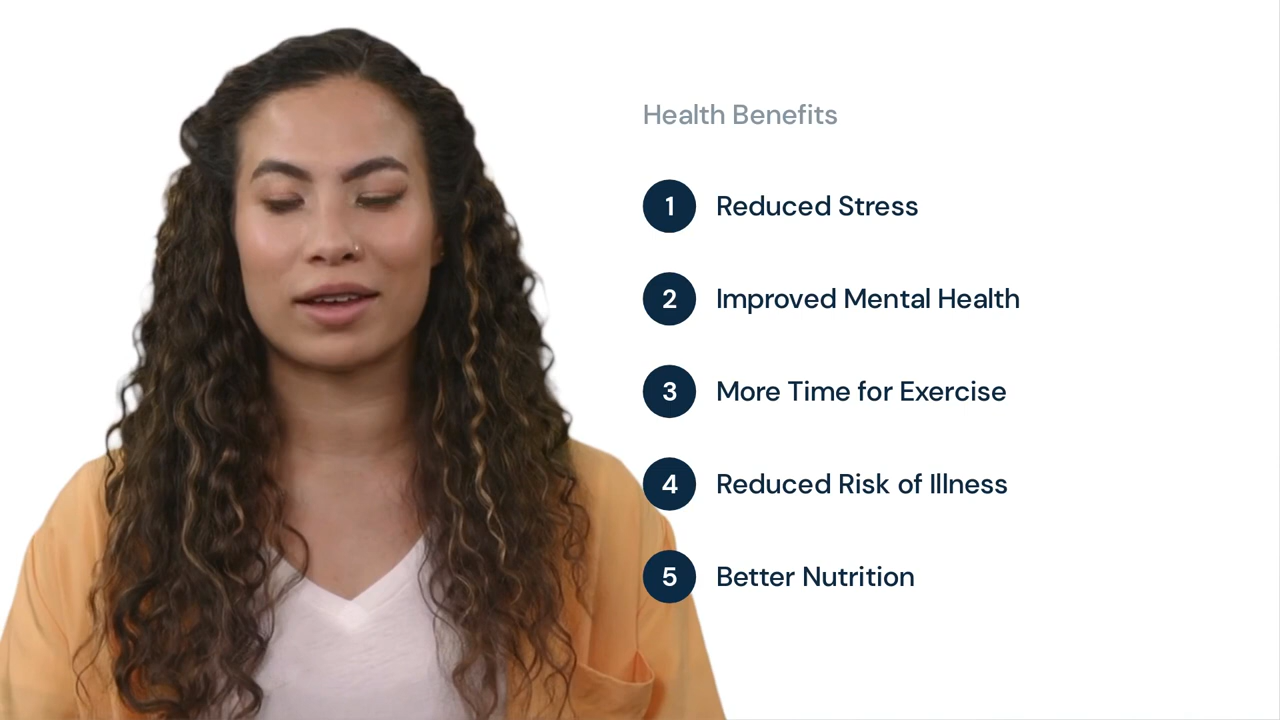 Health Benefits
1 Reduced Stress
2 Improved Mental Health
3 More Time for Exercise
4 Reduced Risk of Illness
5 Better Nutrition